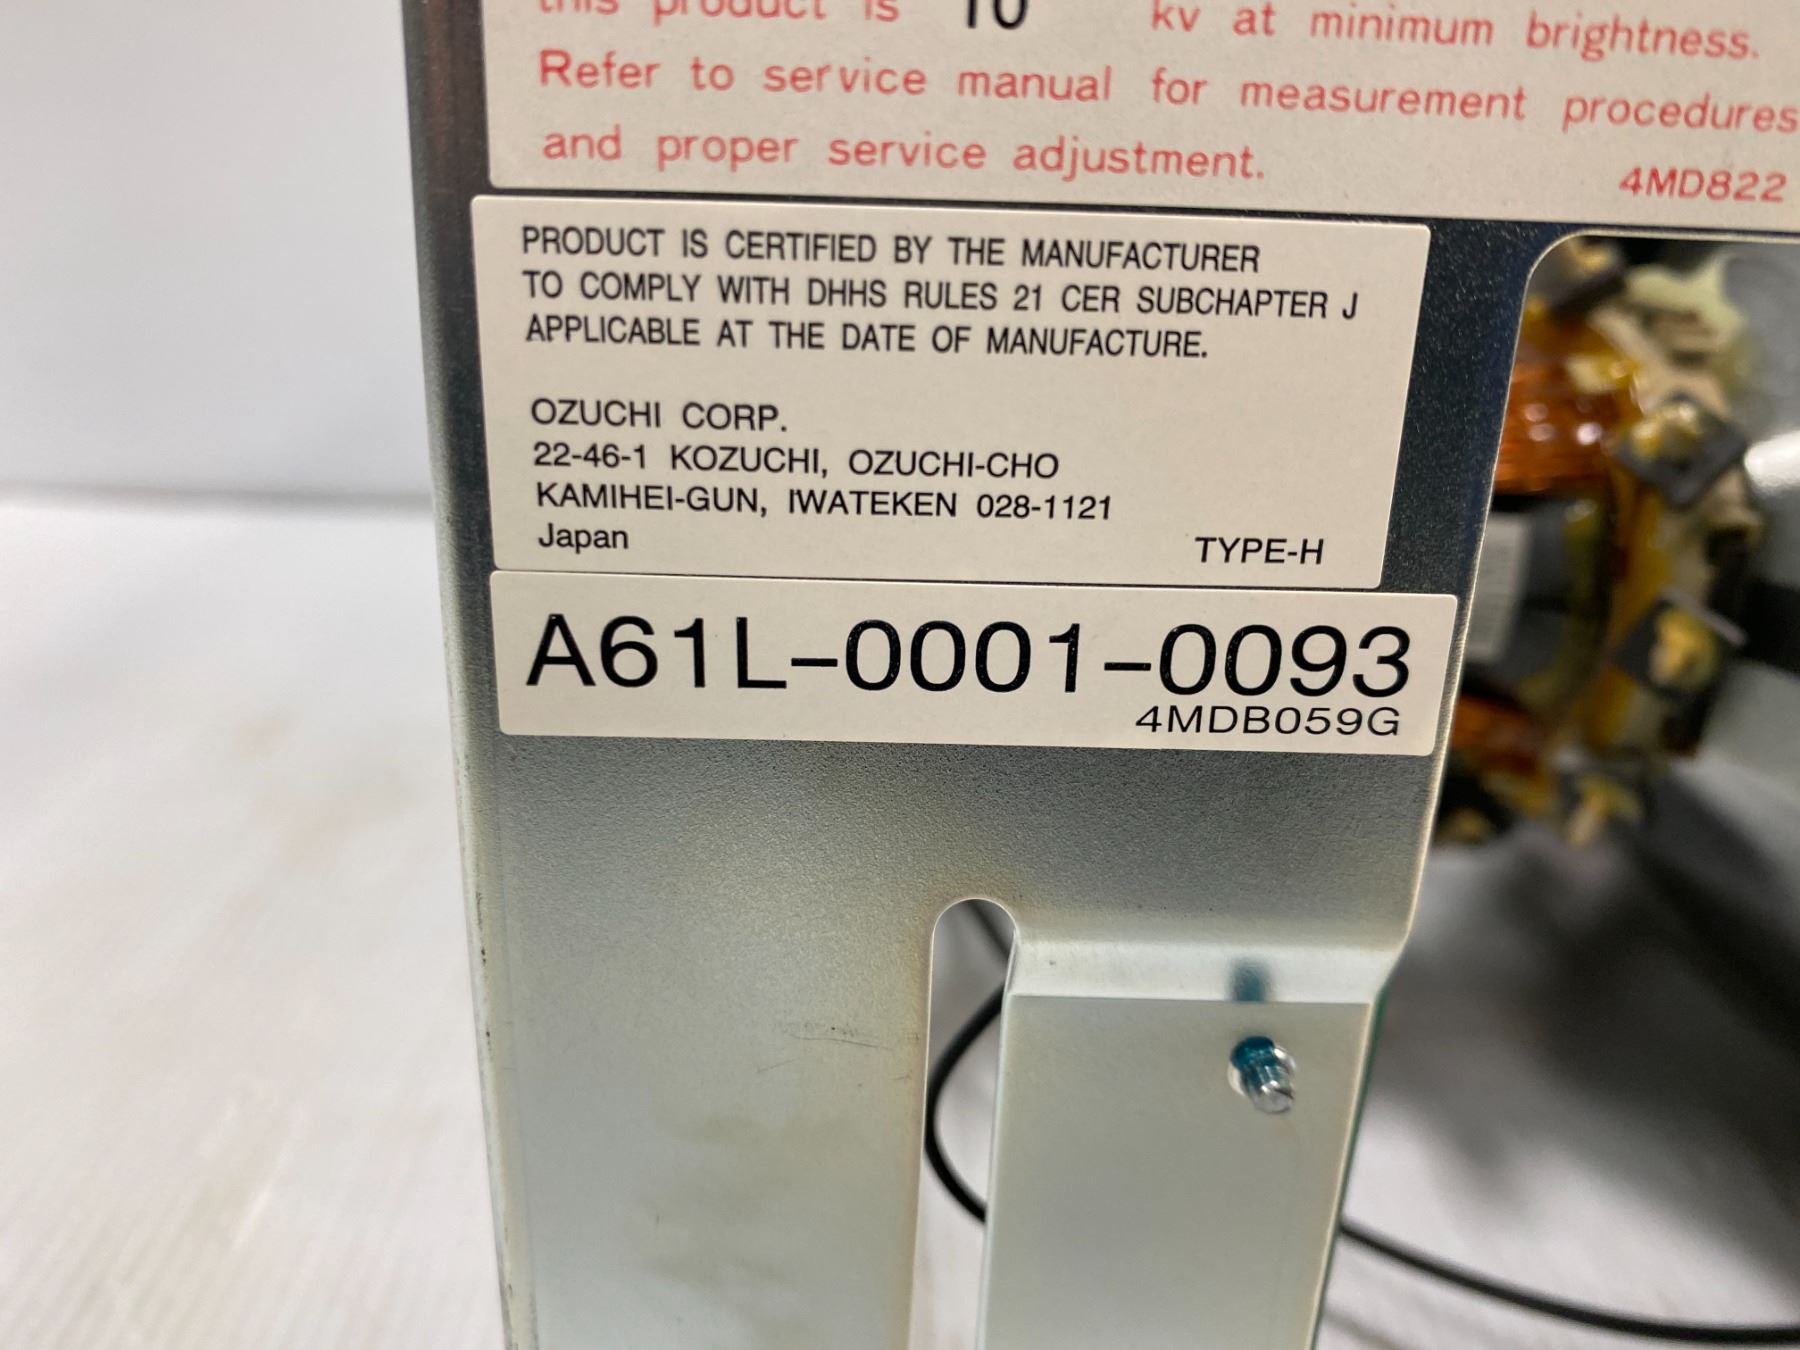 this product is 10 kv at minimum brightness.
Refer to service manual for measurement procedures
and proper service adjustment.
4MD822
PRODUCT IS CERTIFIED BY THE MANUFACTURER
TO COMPLY WITH DHHS RULES 21 CER SUBCHAPTER J
APPLICABLE AT THE DATE OF MANUFACTURE.
OZUCHI CORP.
22-46-1 KOZUCHI, OZUCHI-CHO
KAMIHEI-GUN, IWATEKEN 028-1121
Japan TYPE-H
A61L-0001-0093
4MDB059G